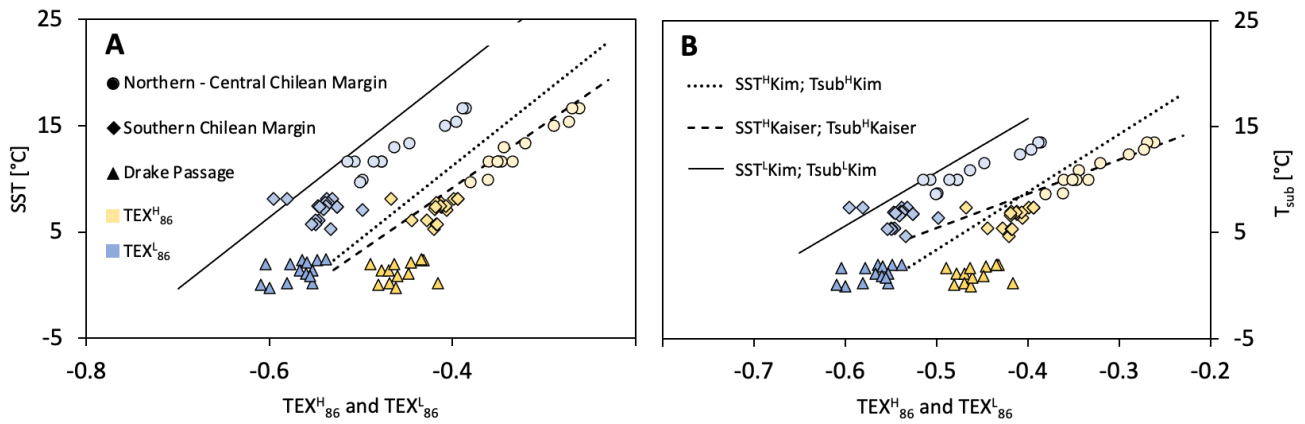 A
Northern - Central Chilean Margin
Southern Chilean Margin
Drake Passage
TEXᴴ₈₆
TEXᴸ₈₆
SST [°C]
25
15
5
-5
-0.8
-0.6
-0.4
TEXᴴ₈₆ and TEXᴸ₈₆
B
SSTᴴKim; TsubᴴKim
SSTᴴKaiser; TsubᴴKaiser
SSTᴸKim; TsubᴸKim
25
15
5
-5
T_sub [°C]
-0.7
-0.6
-0.5
-0.4
-0.3
-0.2
TEXᴴ₈₆ and TEXᴸ₈₆